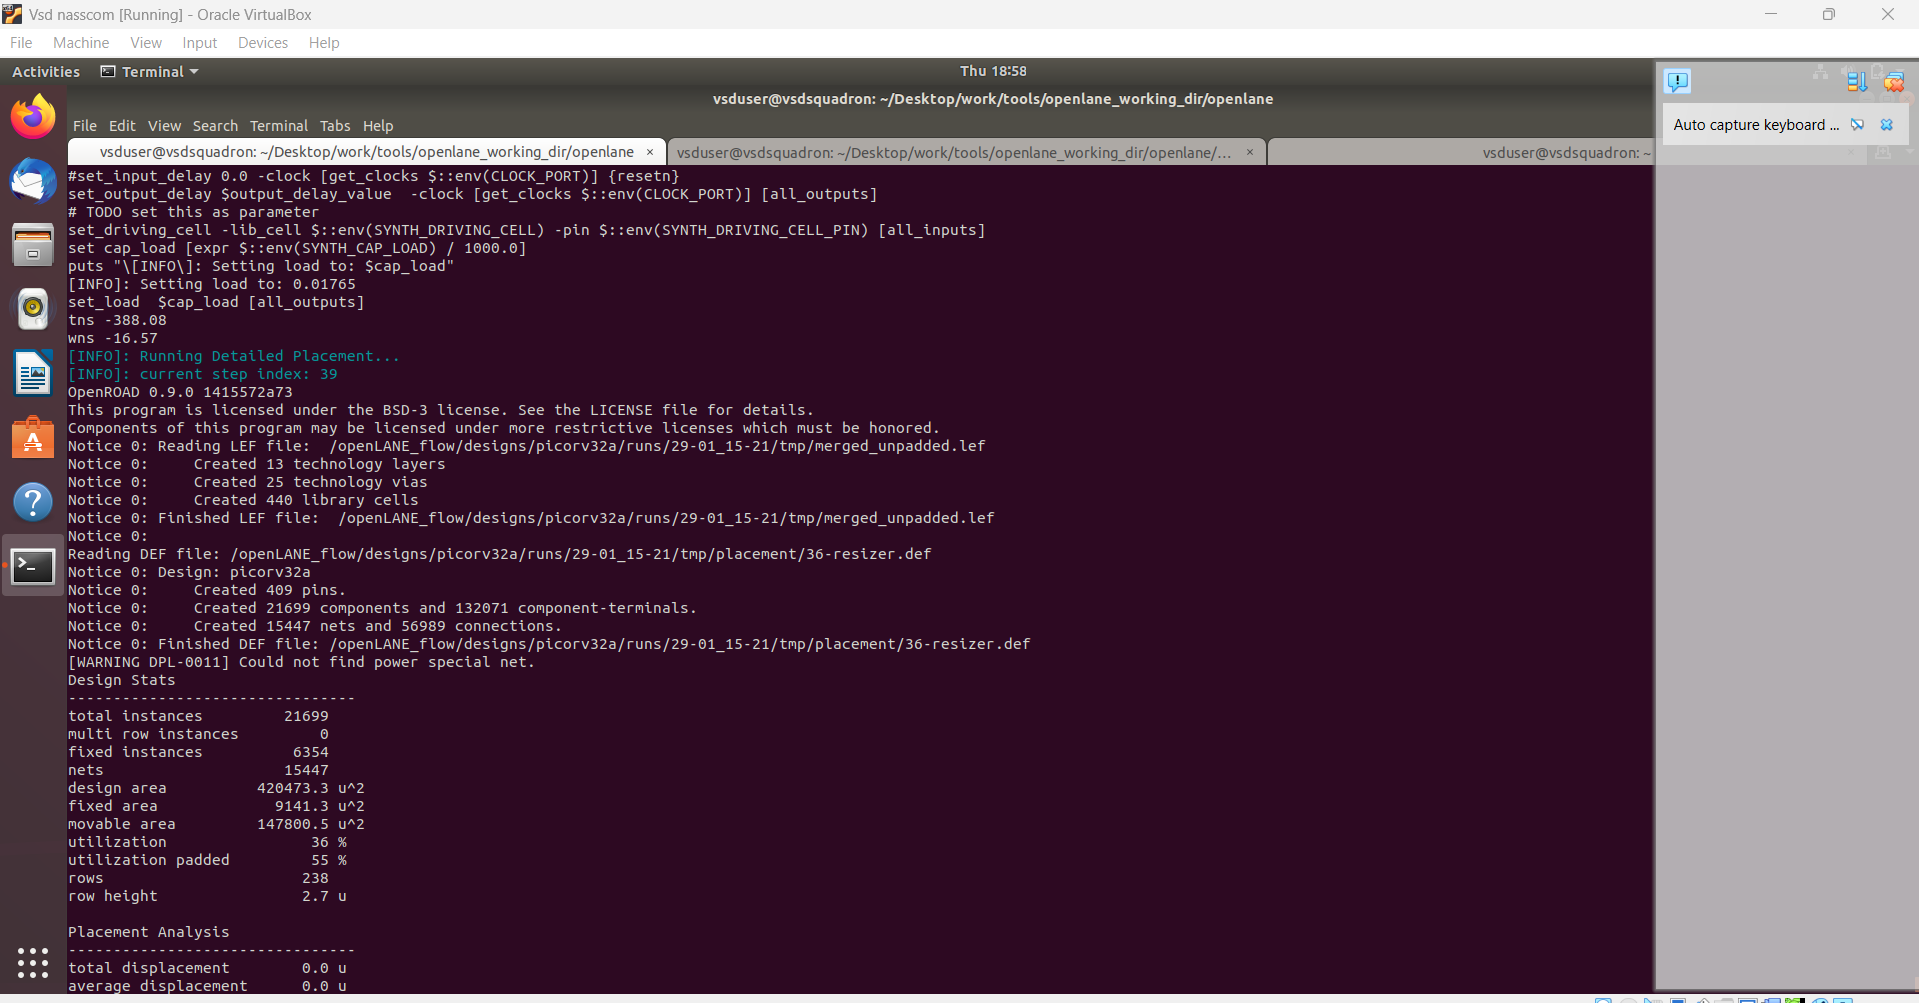 Vsd nasscom [Running] - Oracle VirtualBox
File Machine View Input Devices Help
Activities Terminal Thu 18:58
vsduser@vsdsquadron: ~/Desktop/work/tools/openlane_working_dir/openlane
File Edit View Search Terminal Tabs Help
Auto capture keyboard ...
vsduser@vsdsquadron: ~/Desktop/work/tools/openlane_working_dir/openlane × vsduser@vsdsquadron: ~/Desktop/work/tools/openlane_working_dir/openlane/... × vsduser@vsdsquadron: ~
#set_input_delay 0.0 -clock [get_clocks $::env(CLOCK_PORT)] {resetn}
set_output_delay $output_delay_value  -clock [get_clocks $::env(CLOCK_PORT)] [all_outputs]
# TODO set this as parameter
set_driving_cell -lib_cell $::env(SYNTH_DRIVING_CELL) -pin $::env(SYNTH_DRIVING_CELL_PIN) [all_inputs]
set cap_load [expr $::env(SYNTH_CAP_LOAD) / 1000.0]
puts "\[INFO\]: Setting load to: $cap_load"
[INFO]: Setting load to: 0.01765
set_load  $cap_load [all_outputs]
tns -388.08
wns -16.57
[INFO]: Running Detailed Placement...
[INFO]: current step index: 39
OpenROAD 0.9.0 1415572a73
This program is licensed under the BSD-3 license. See the LICENSE file for details.
Components of this program may be licensed under more restrictive licenses which must be honored.
Notice 0: Reading LEF file:  /openLANE_flow/designs/picorv32a/runs/29-01_15-21/tmp/merged_unpadded.lef
Notice 0:     Created 13 technology layers
Notice 0:     Created 25 technology vias
Notice 0:     Created 440 library cells
Notice 0: Finished LEF file:  /openLANE_flow/designs/picorv32a/runs/29-01_15-21/tmp/merged_unpadded.lef
Notice 0:
Reading DEF file: /openLANE_flow/designs/picorv32a/runs/29-01_15-21/tmp/placement/36-resizer.def
Notice 0: Design: picorv32a
Notice 0:     Created 409 pins.
Notice 0:     Created 21699 components and 132071 component-terminals.
Notice 0:     Created 15447 nets and 56989 connections.
Notice 0: Finished DEF file: /openLANE_flow/designs/picorv32a/runs/29-01_15-21/tmp/placement/36-resizer.def
[WARNING DPL-0011] Could not find power special net.
Design Stats
--------------------------------
total instances         21699
multi row instances         0
fixed instances          6354
nets                    15447
design area          420473.3 u^2
fixed area             9141.3 u^2
movable area         147800.5 u^2
utilization                36 %
utilization padded         55 %
rows                      238
row height                2.7 u

Placement Analysis
--------------------------------
total displacement        0.0 u
average displacement      0.0 u